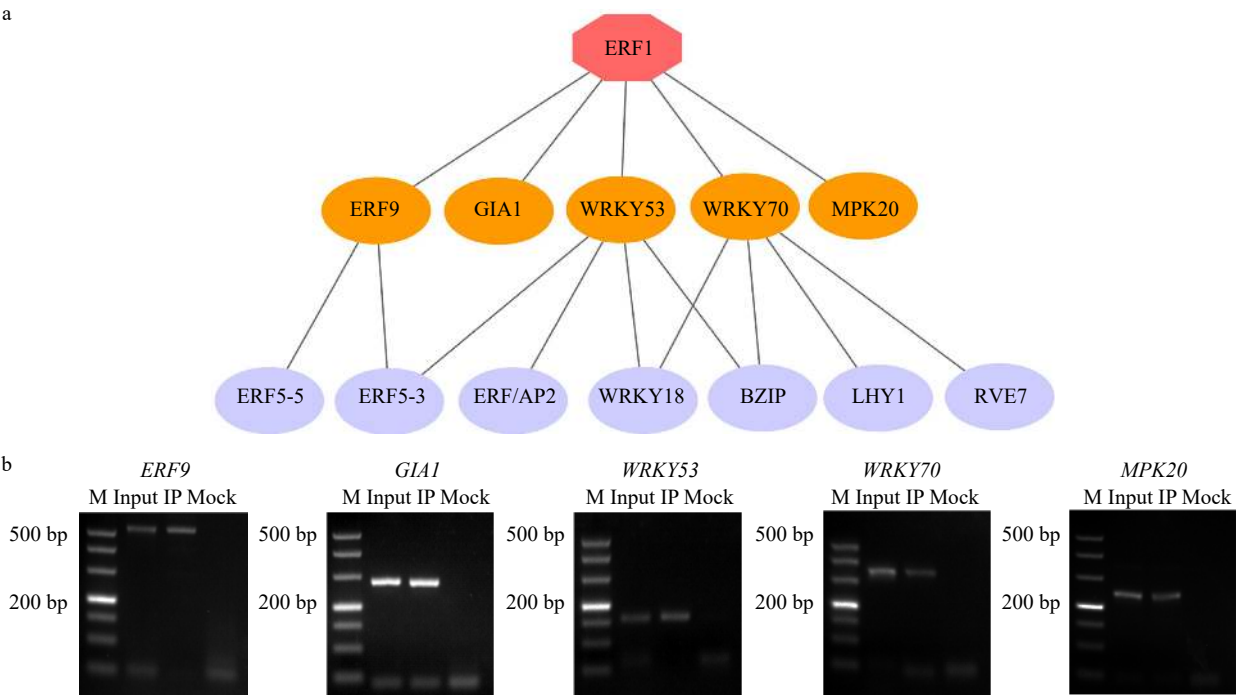 a
ERF1
ERF9 GIA1 WRKY53 WRKY70 MPK20
ERF5-5 ERF5-3 ERF/AP2 WRKY18 BZIP LHY1 RVE7
b
ERF9 GIA1 WRKY53 WRKY70 MPK20
M Input IP Mock M Input IP Mock M Input IP Mock M Input IP Mock M Input IP Mock
500 bp 500 bp 500 bp 500 bp 500 bp
200 bp 200 bp 200 bp 200 bp 200 bp